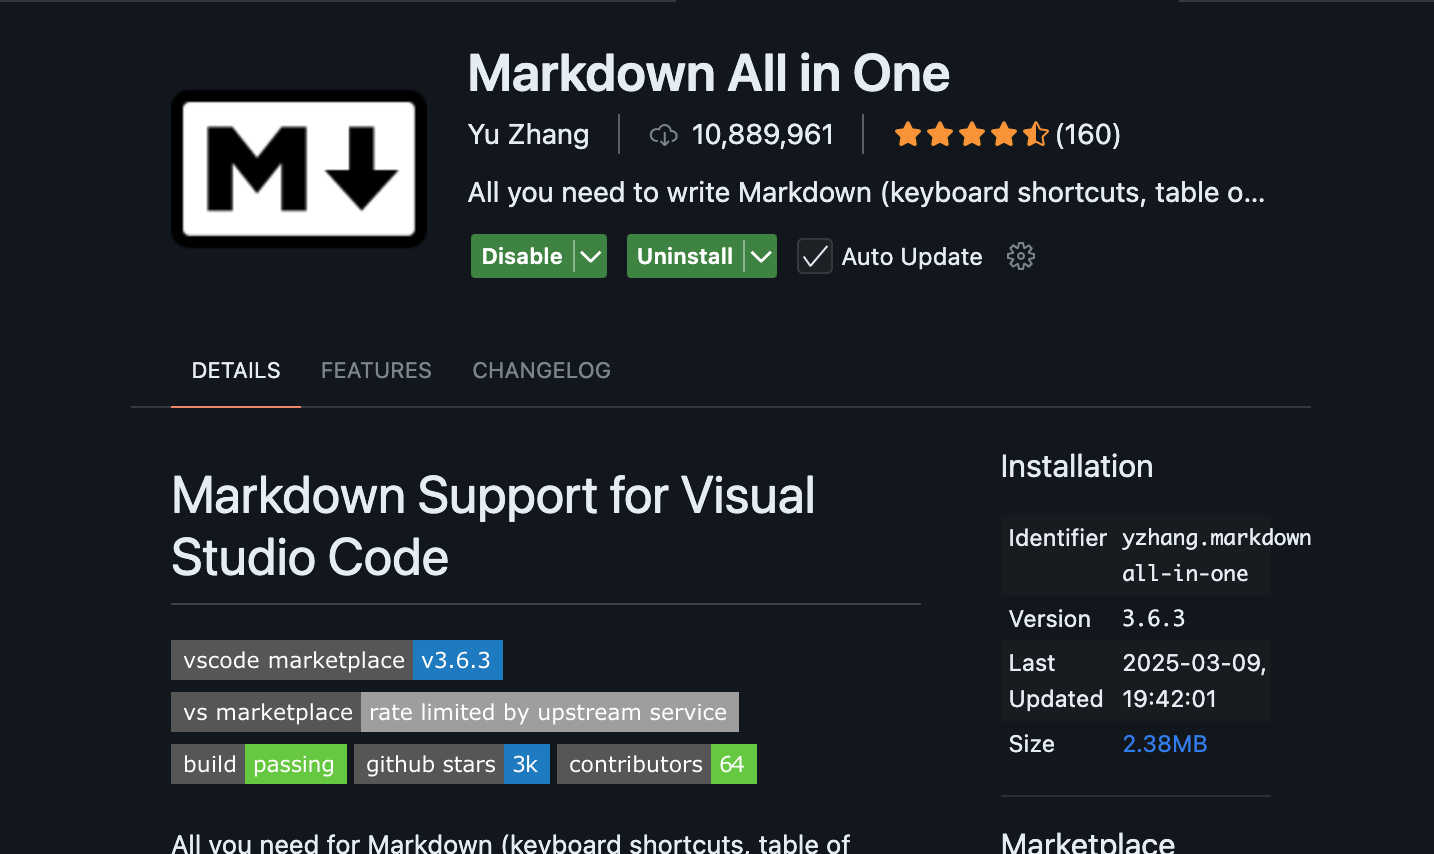 Markdown All in One
Yu Zhang 10,889,961 (160)
All you need to write Markdown (keyboard shortcuts, table o...
Disable Uninstall Auto Update
DETAILS FEATURES CHANGELOG
Markdown Support for Visual
Studio Code
vscode marketplace v3.6.3
vs marketplace rate limited by upstream service
build passing github stars 3k contributors 64
All you need for Markdown (keyboard shortcuts, table of
Installation
Identifier yzhang.markdown
all-in-one
Version 3.6.3
Last 2025-03-09,
Updated 19:42:01
Size 2.38MB
Marketplace